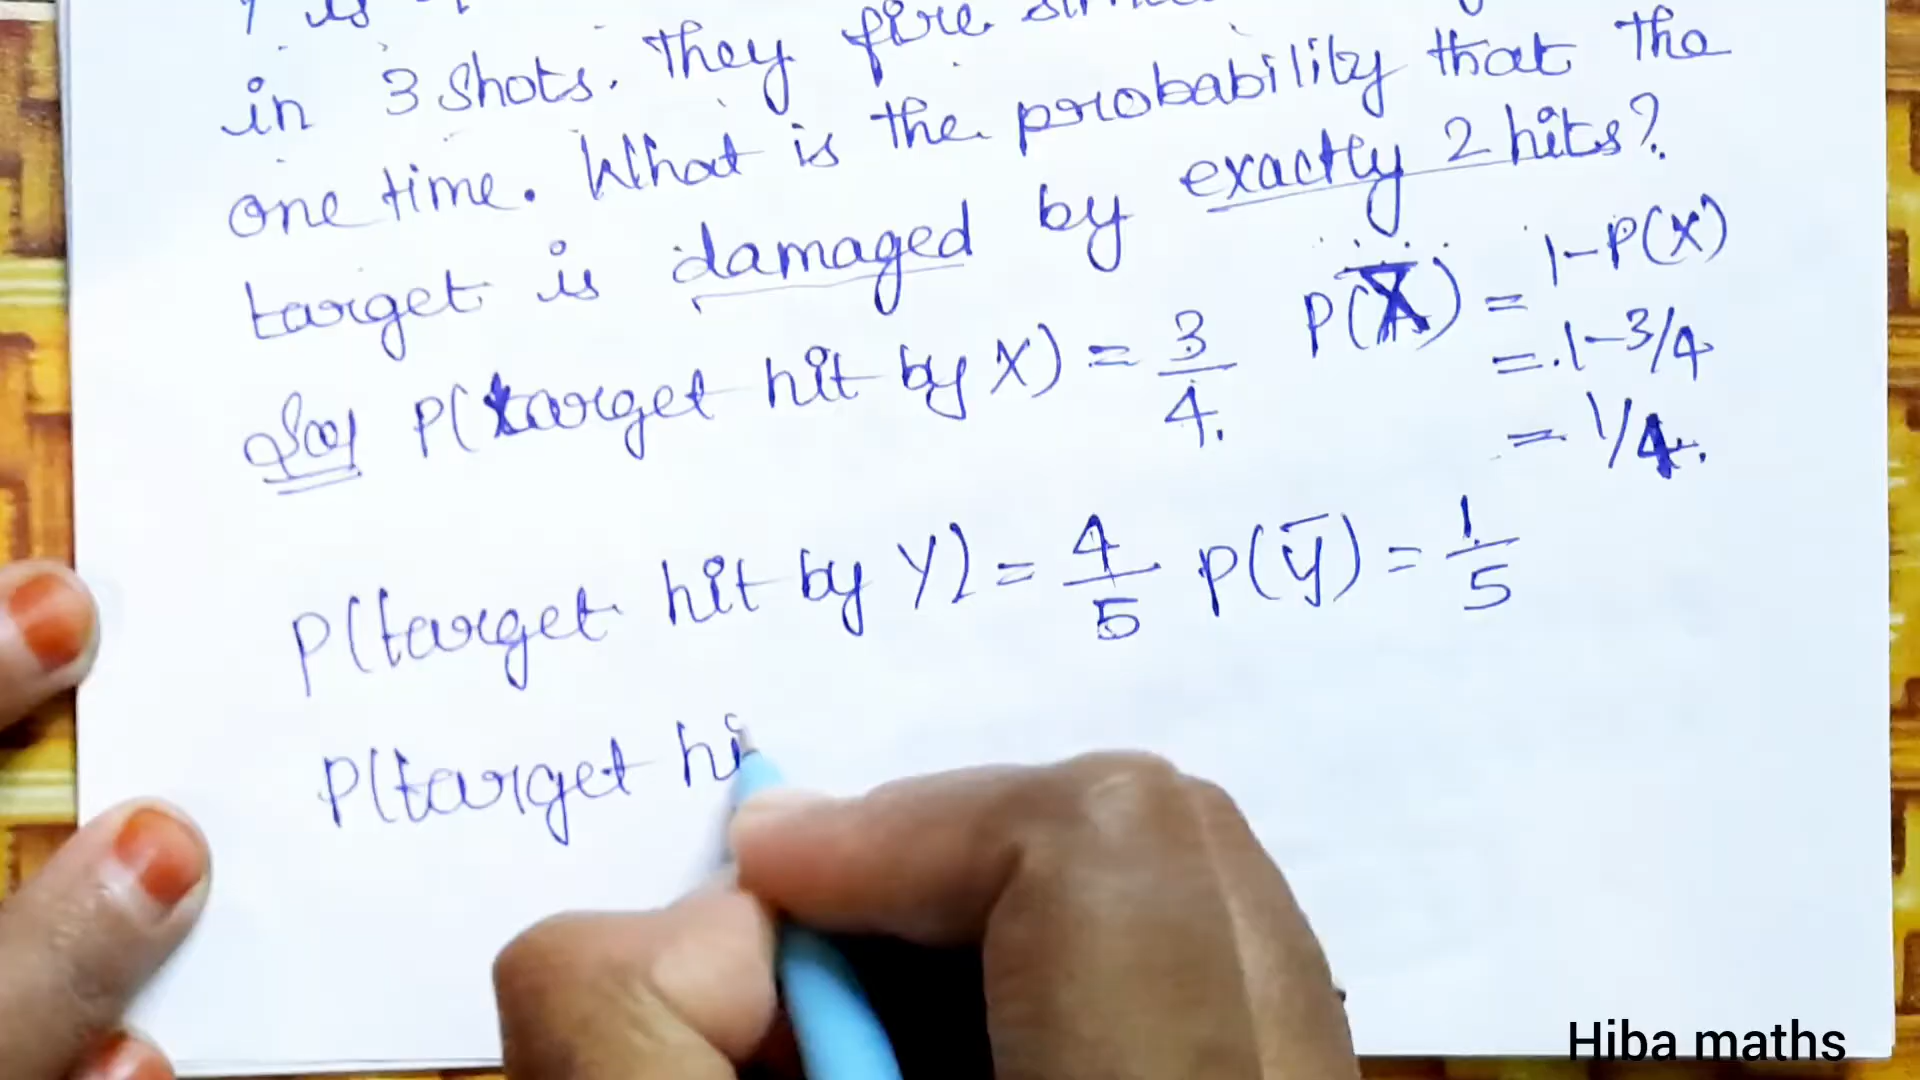 is
in 3 shots. They fire
one time. What is the probability that the
target is damaged by exactly 2 hits?
Sol P(target hit by X) = 3/4. P(X̅) = 1-P(X)
= 1-3/4
= 1/4.
P(target hit by Y) = 4/5 P(y̅) = 1/5
P(target hi
Hiba maths